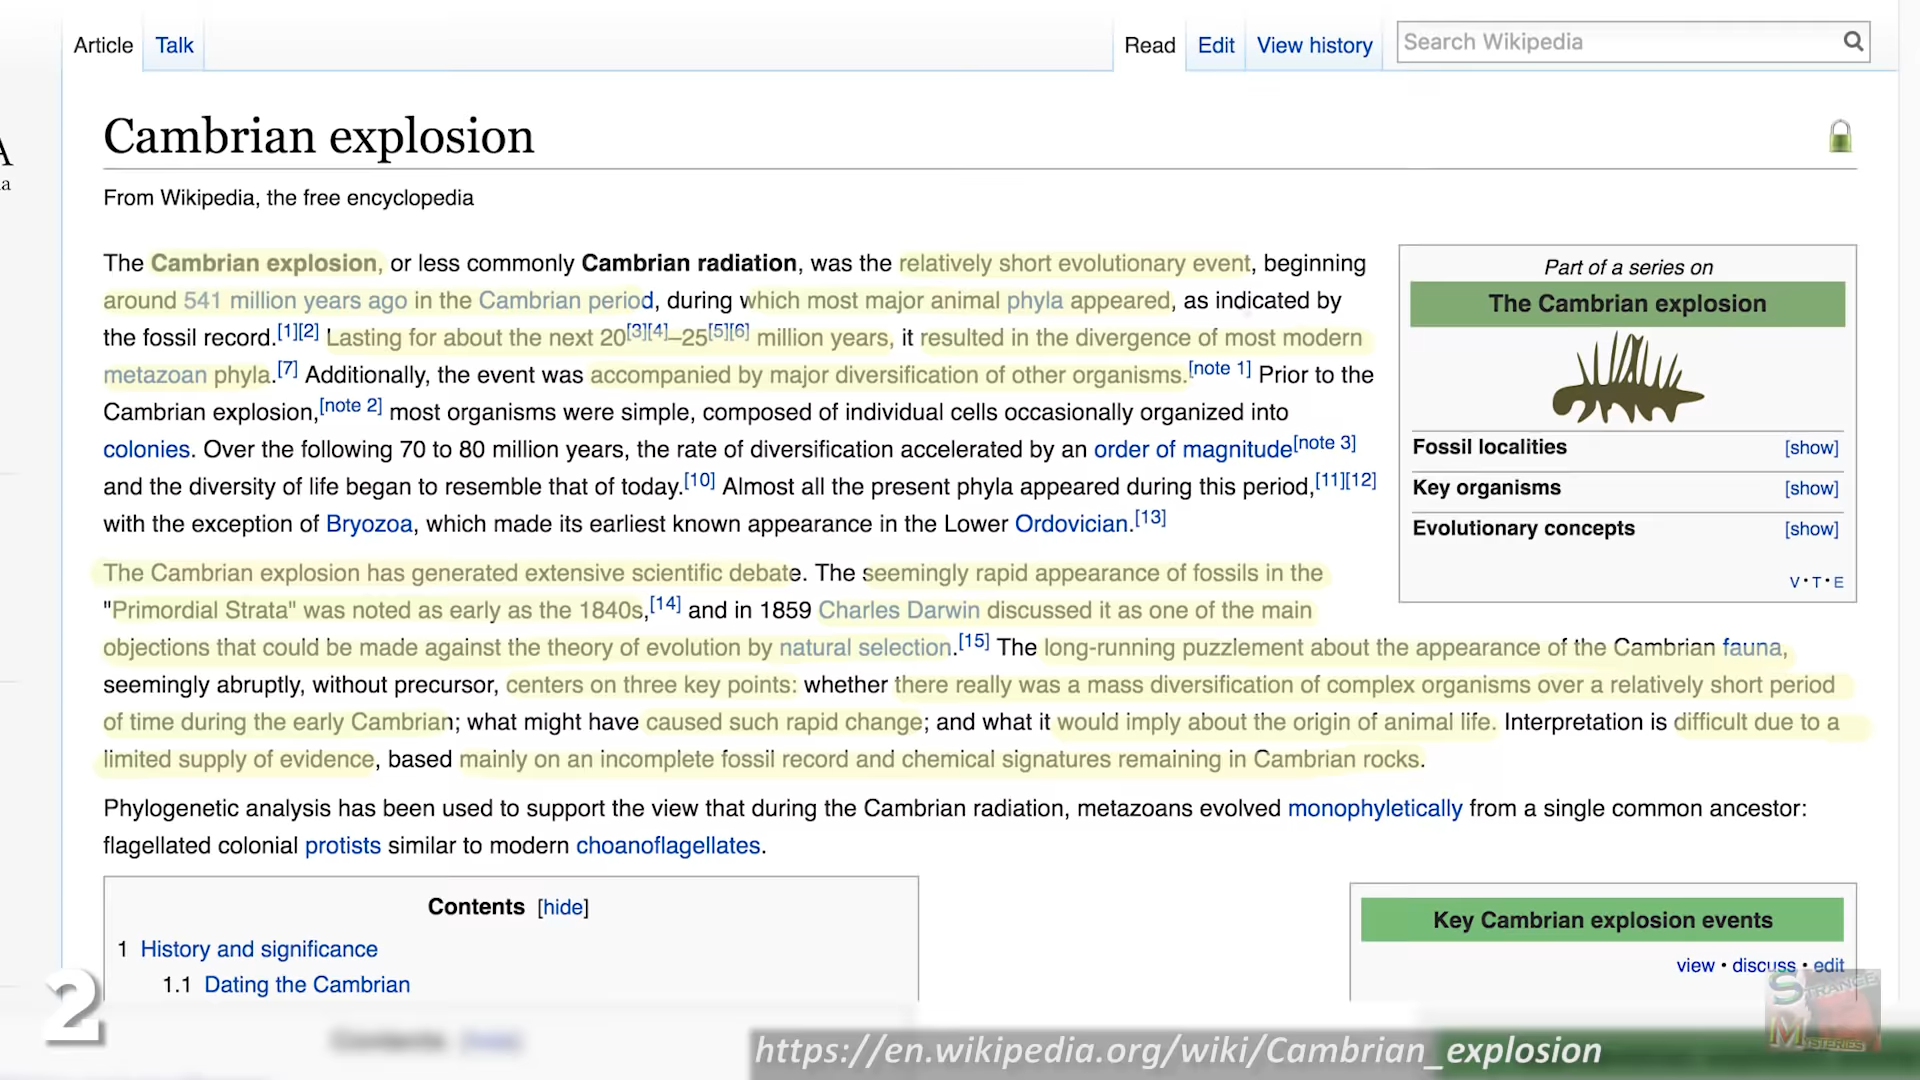 Article Talk Read Edit View history Search Wikipedia
A
a
Cambrian explosion
From Wikipedia, the free encyclopedia
The Cambrian explosion, or less commonly Cambrian radiation, was the relatively short evolutionary event, beginning
around 541 million years ago in the Cambrian period, during which most major animal phyla appeared, as indicated by
the fossil record.[1][2] Lasting for about the next 20[3][4]–25[5][6] million years, it resulted in the divergence of most modern
metazoan phyla.[7] Additionally, the event was accompanied by major diversification of other organisms.[note 1] Prior to the
Cambrian explosion,[note 2] most organisms were simple, composed of individual cells occasionally organized into
colonies. Over the following 70 to 80 million years, the rate of diversification accelerated by an order of magnitude[note 3]
and the diversity of life began to resemble that of today.[10] Almost all the present phyla appeared during this period,[11][12]
with the exception of Bryozoa, which made its earliest known appearance in the Lower Ordovician.[13]
Part of a series on
The Cambrian explosion
Fossil localities [show]
Key organisms [show]
Evolutionary concepts [show]
V • T • E
The Cambrian explosion has generated extensive scientific debate. The seemingly rapid appearance of fossils in the
"Primordial Strata" was noted as early as the 1840s,[14] and in 1859 Charles Darwin discussed it as one of the main
objections that could be made against the theory of evolution by natural selection.[15] The long-running puzzlement about the appearance of the Cambrian fauna,
seemingly abruptly, without precursor, centers on three key points: whether there really was a mass diversification of complex organisms over a relatively short period
of time during the early Cambrian; what might have caused such rapid change; and what it would imply about the origin of animal life. Interpretation is difficult due to a
limited supply of evidence, based mainly on an incomplete fossil record and chemical signatures remaining in Cambrian rocks.
Phylogenetic analysis has been used to support the view that during the Cambrian radiation, metazoans evolved monophyletically from a single common ancestor:
flagellated colonial protists similar to modern choanoflagellates.
Contents [hide]
1 History and significance
1.1 Dating the Cambrian
Key Cambrian explosion events
view • discuss • edit
2
Contents [hide]
https://en.wikipedia.org/wiki/Cambrian_explosion
STRANGE
MYSTERIES